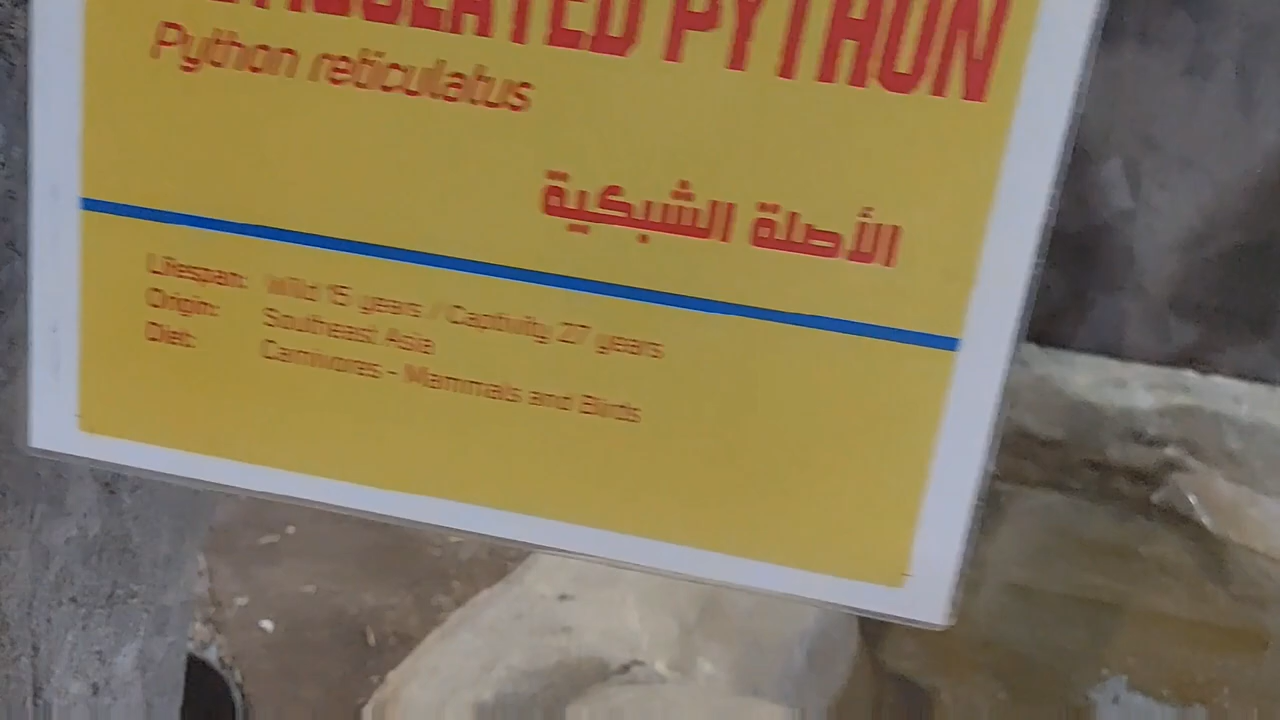 RETICULATED PYTHON
Python reticulatus
الأصلة الشبكية
Lifespan: Wild 15 years / Captivity 27 years
Origin: Southeast Asia
Diet: Carnivores - Mammals and Birds